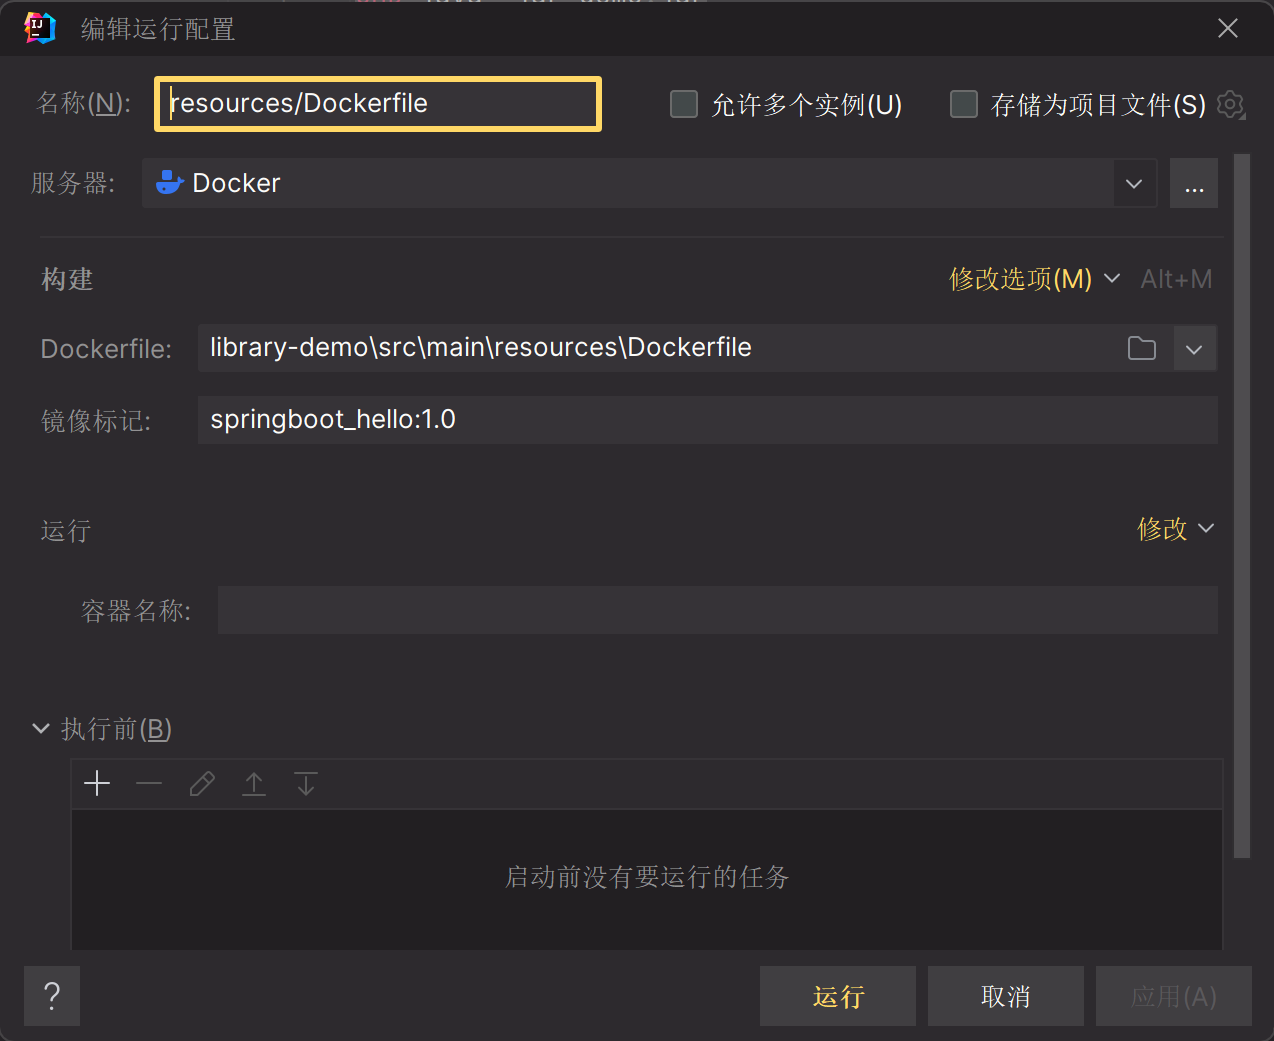 编辑运行配置
名称(N): resources/Dockerfile 允许多个实例(U) 存储为项目文件(S)
服务器: Docker ...
构建 修改选项(M) Alt+M
Dockerfile: library-demo\src\main\resources\Dockerfile
镜像标记: springboot_hello:1.0
运行 修改
容器名称:
执行前(B)
启动前没有要运行的任务
? 运行 取消 应用(A)